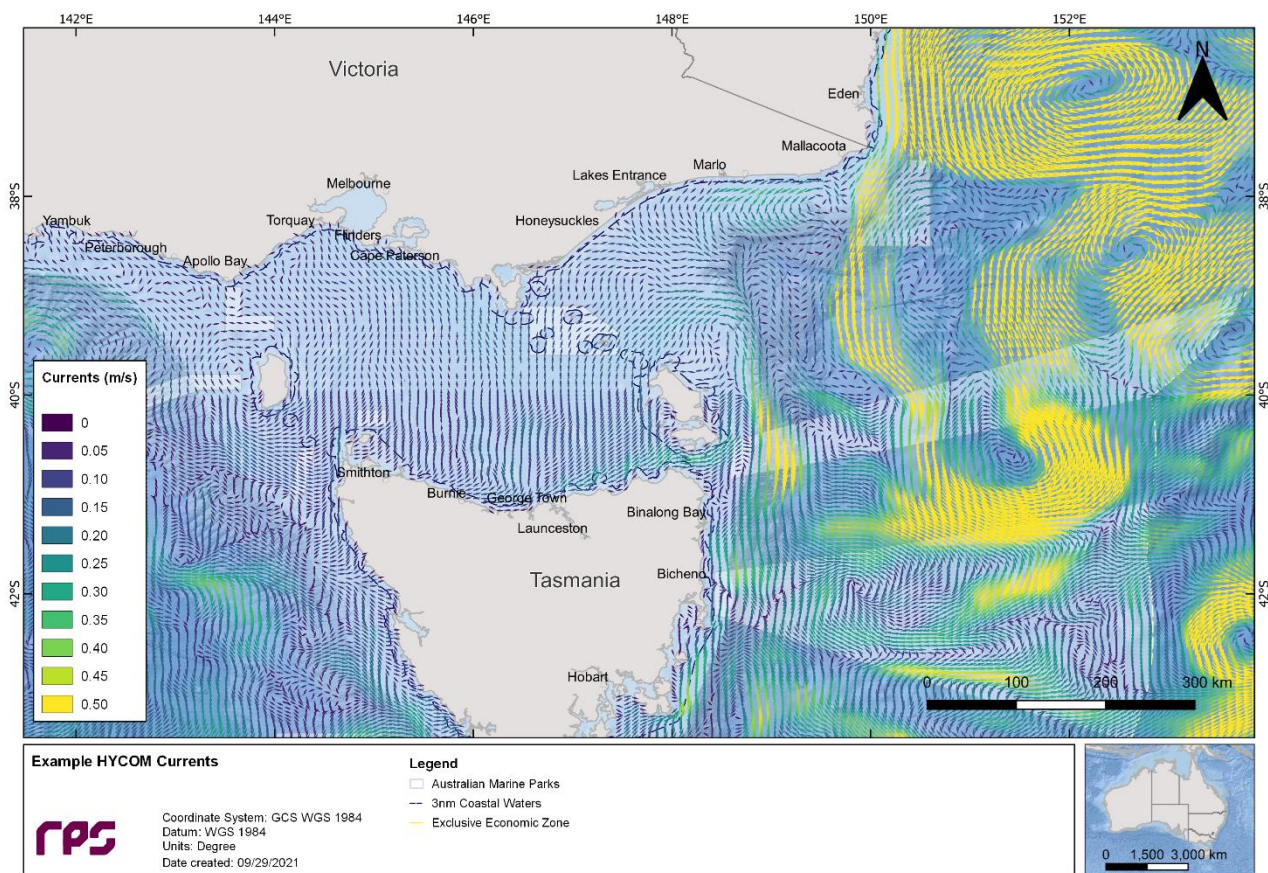 142°E 144°E 146°E 148°E 150°E 152°E
N
Victoria
Eden
Mallacoota
Marlo
Lakes Entrance
Melbourne
38°S 38°S
Yambuk
Torquay
Honeysuckles
Flinders
Peterborough
Cape Paterson
Apollo Bay
Currents (m/s)
0
0.05
0.10
0.15
0.20
0.25
0.30
0.35
0.40
0.45
0.50
40°S 40°S
Smithton
Burnie
George Town
Binalong Bay
Launceston
Bicheno
Tasmania
42°S 42°S
Hobart
0 100 200 300 km
Example HYCOM Currents
Legend
Australian Marine Parks
3nm Coastal Waters
Exclusive Economic Zone
rps
Coordinate System: GCS WGS 1984
Datum: WGS 1984
Units: Degree
Date created: 09/29/2021
0 1,500 3,000 km